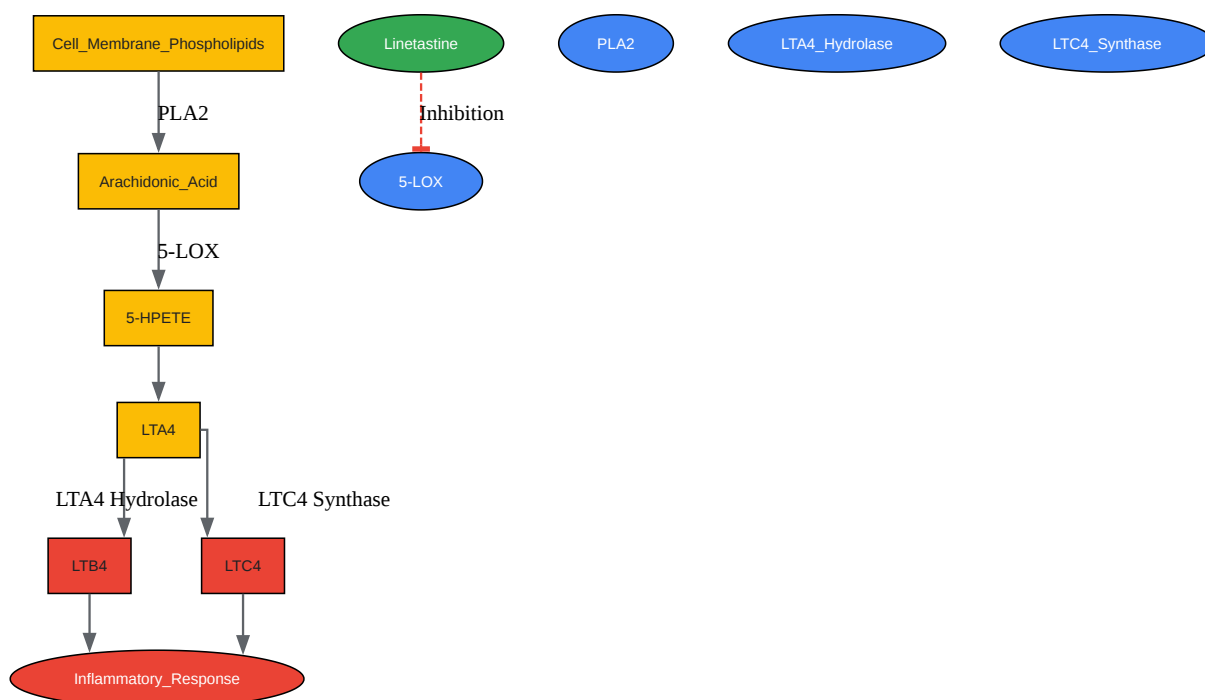 Cell_Membrane_Phospholipids
Linetastine
PLA2
LTA4_Hydrolase
LTC4_Synthase
PLA2
Inhibition
Arachidonic_Acid
5-LOX
5-LOX
5-HPETE
LTA4
LTA4 Hydrolase
LTC4 Synthase
LTB4
LTC4
Inflammatory_Response